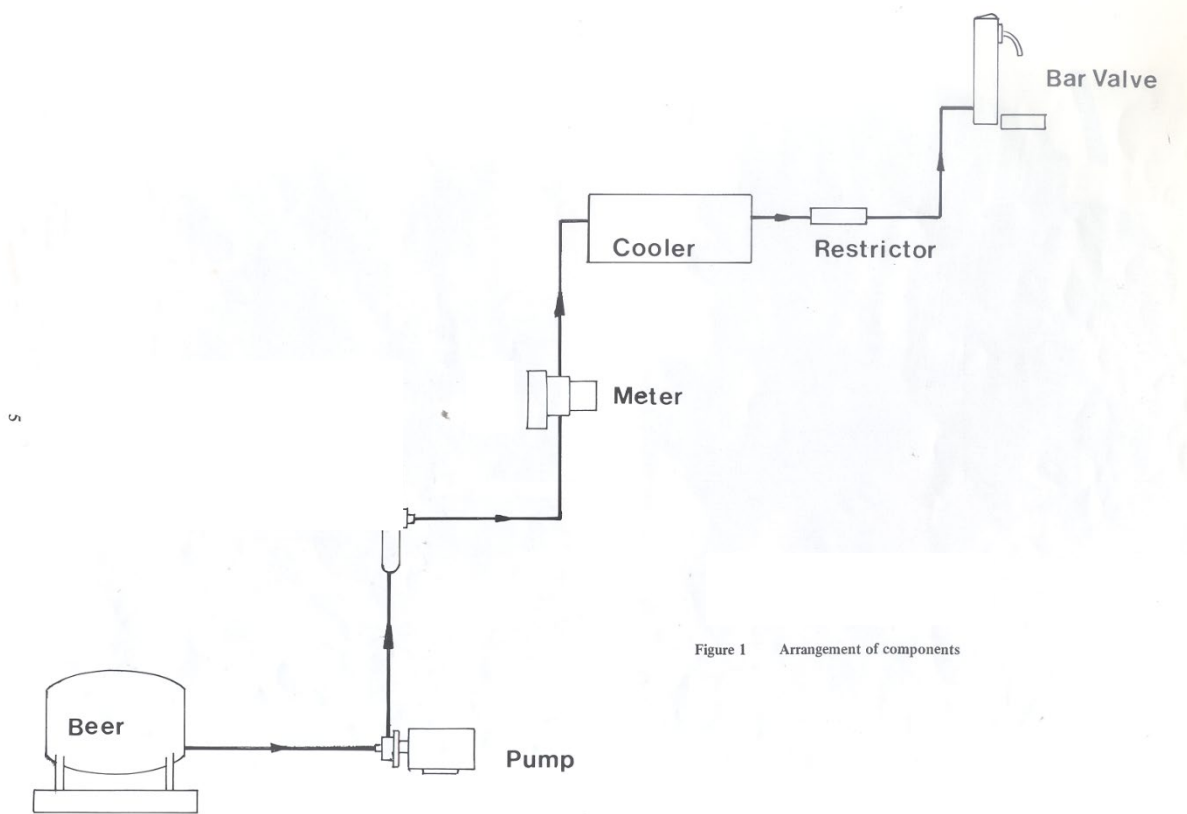 Bar Valve
Cooler
Restrictor
Meter
5
Figure 1 Arrangement of components
Beer
Pump